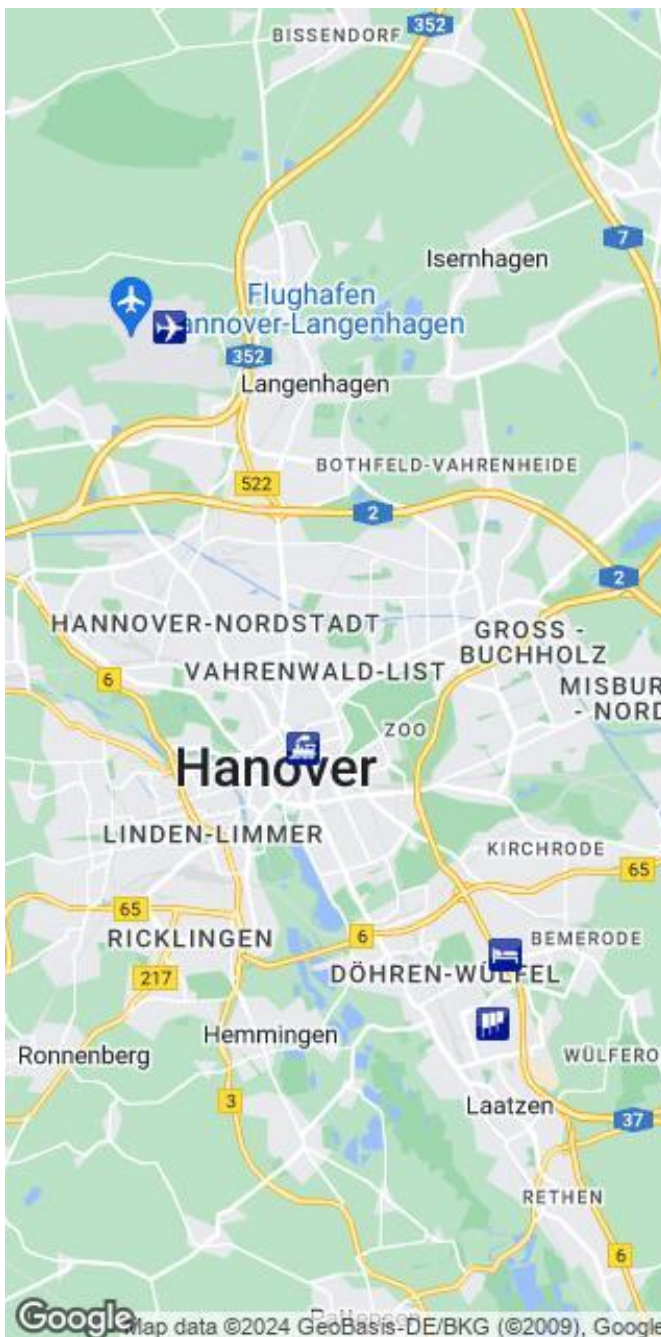 352
BISSENDORF
7
Isernhagen
Flughafen
annover-Langenhagen
352
Langenhagen
BOTHFELD-VAHRENHEIDE
522
2
2
HANNOVER-NORDSTADT
GROSS -
BUCHHOLZ
VAHRENWALD-LIST
6
MISBUR
- NORD
ZOO
Hanover
LINDEN-LIMMER
KIRCHRODE
65
65
6
RICKLINGEN
BEMERODE
217
DÖHREN-WÜLFEL
Hemmingen
Ronnenberg
WÜLFERO
3
Laatzen
37
RETHEN
6
Google
Map data ©2024 GeoBasis-DE/BKG (©2009), Google